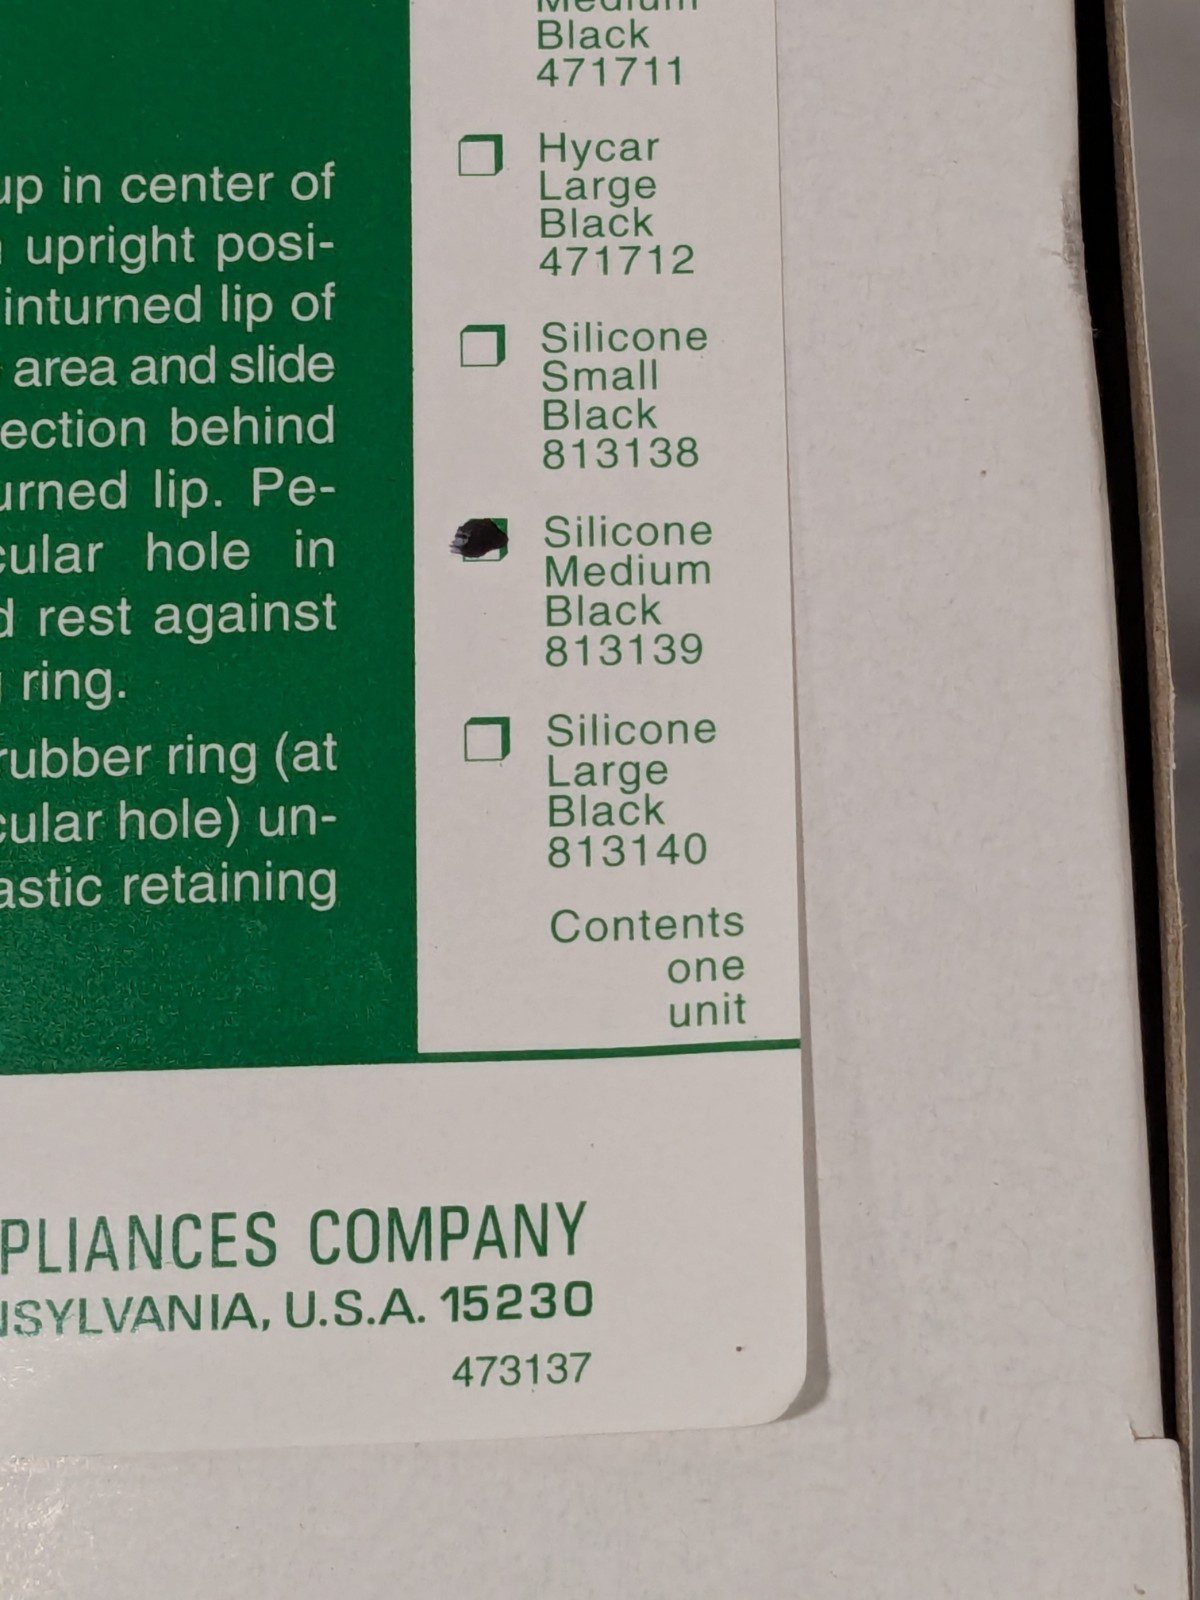 up in center of
upright posi-
inturned lip of
area and slide
ection behind
urned lip. Pe-
cular hole in
d rest against
ring.
rubber ring (at
cular hole) un-
astic retaining
Medium
Black
471711
Hycar
Large
Black
471712
Silicone
Small
Black
813138
Silicone
Medium
Black
813139
Silicone
Large
Black
813140
Contents
one
unit
PLIANCES COMPANY
NSYLVANIA, U.S.A. 15230
473137